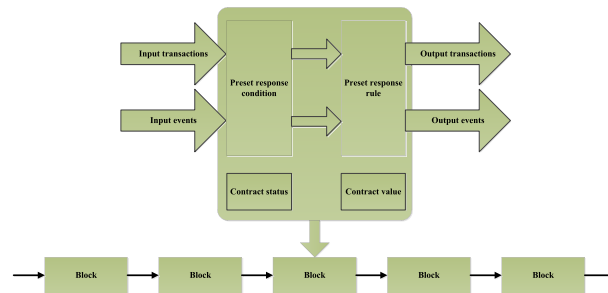 Input transactions
Output transactions
Preset response
condition
Preset response
rule
Input events
Output events
Contract status
Contract value
Block
Block
Block
Block
Block